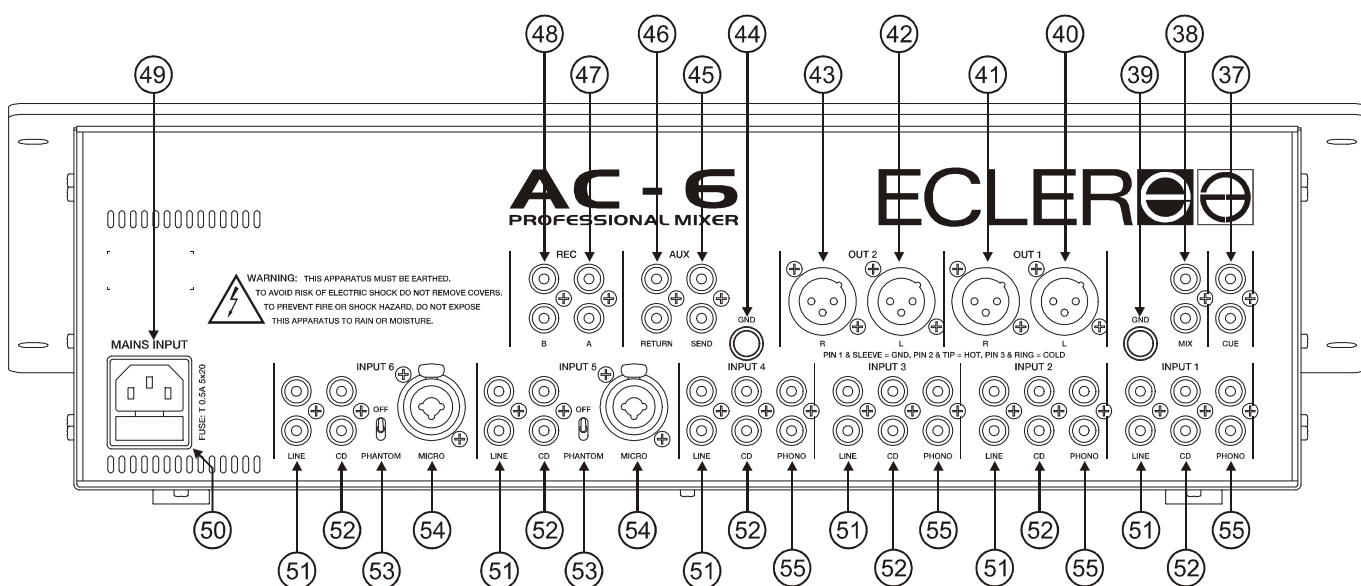 48 46 44 42 40 38
49 47 45 43 41 39 37
AC - 6
PROFESSIONAL MIXER
ECLER
REC AUX OUT 2 OUT 1
WARNING: THIS APPARATUS MUST BE EARTHED.
TO AVOID RISK OF ELECTRIC SHOCK DO NOT REMOVE COVERS.
TO PREVENT FIRE OR SHOCK HAZARD, DO NOT EXPOSE
THIS APPARATUS TO RAIN OR MOISTURE.
GND GND
B A RETURN SEND R L R L MIX CUE
PIN 1 & SLEEVE = GND, PIN 2 & TIP = HOT, PIN 3 & RING = COLD
MAINS INPUT
FUSE: T 0.5A 5x20
INPUT 6 INPUT 5 INPUT 4 INPUT 3 INPUT 2 INPUT 1
OFF OFF
LINE CD PHANTOM MICRO LINE CD PHANTOM MICRO LINE CD PHONO LINE CD PHONO LINE CD PHONO LINE CD PHONO
50 52 54 52 54 52 51 55 52 51 55
51 53 51 53 51 55 52 51 55 52